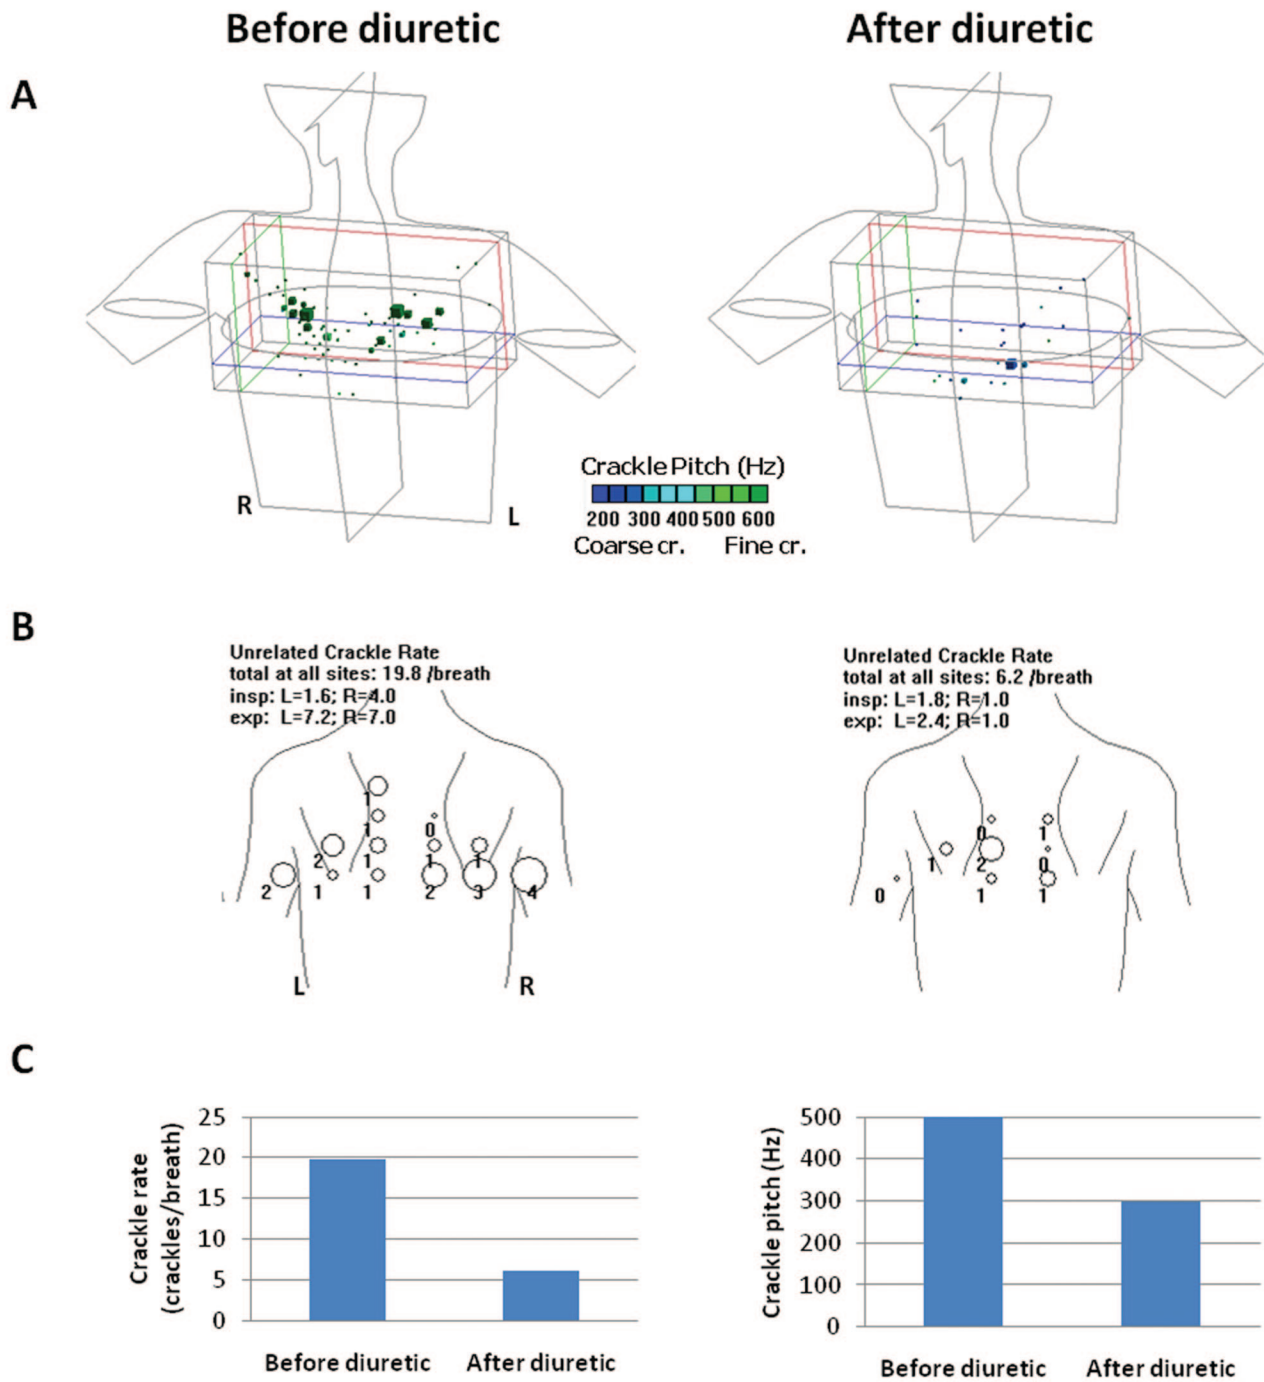 Before diuretic
After diuretic
A
R
L
Crackle Pitch (Hz)
200 300 400 500 600
Coarse cr. Fine cr.
B
Unrelated Crackle Rate
total at all sites: 19.8 /breath
insp: L=1.6; R=4.0
exp: L=7.2; R=7.0
1
1
0
2
1
1
1
2
1
1
2
3
4
L
R
Unrelated Crackle Rate
total at all sites: 6.2 /breath
insp: L=1.8; R=1.0
exp: L=2.4; R=1.0
0
1
1
2
0
0
1
1
C
Crackle rate
(crackles/breath)
25
20
15
10
5
0
Before diuretic
After diuretic
Crackle pitch (Hz)
500
400
300
200
100
0
Before diuretic
After diuretic